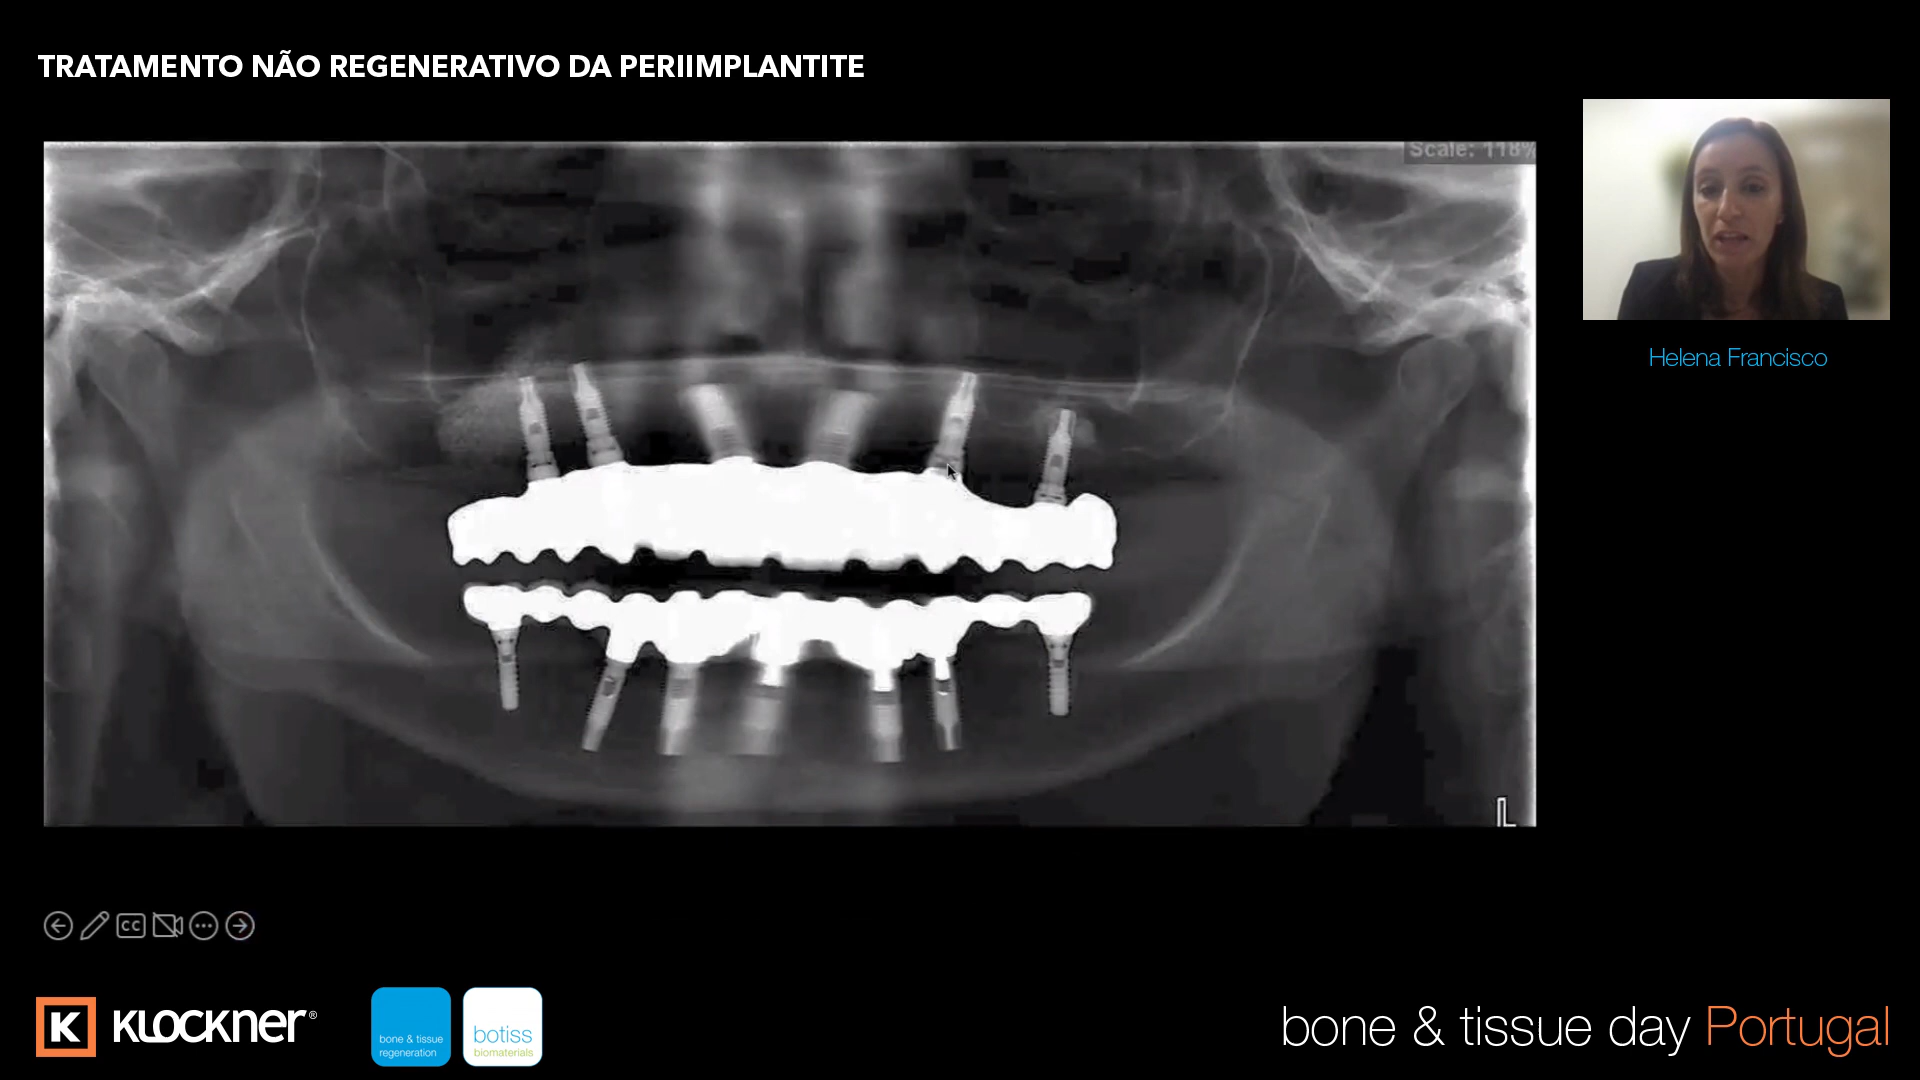 TRATAMENTO NÃO REGENERATIVO DA PERIIMPLANTITE
Scale: 118%
Helena Francisco
L
CC
K KLOCKNER®
bone & tissue
regeneration
botiss
biomaterials
bone & tissue day Portugal